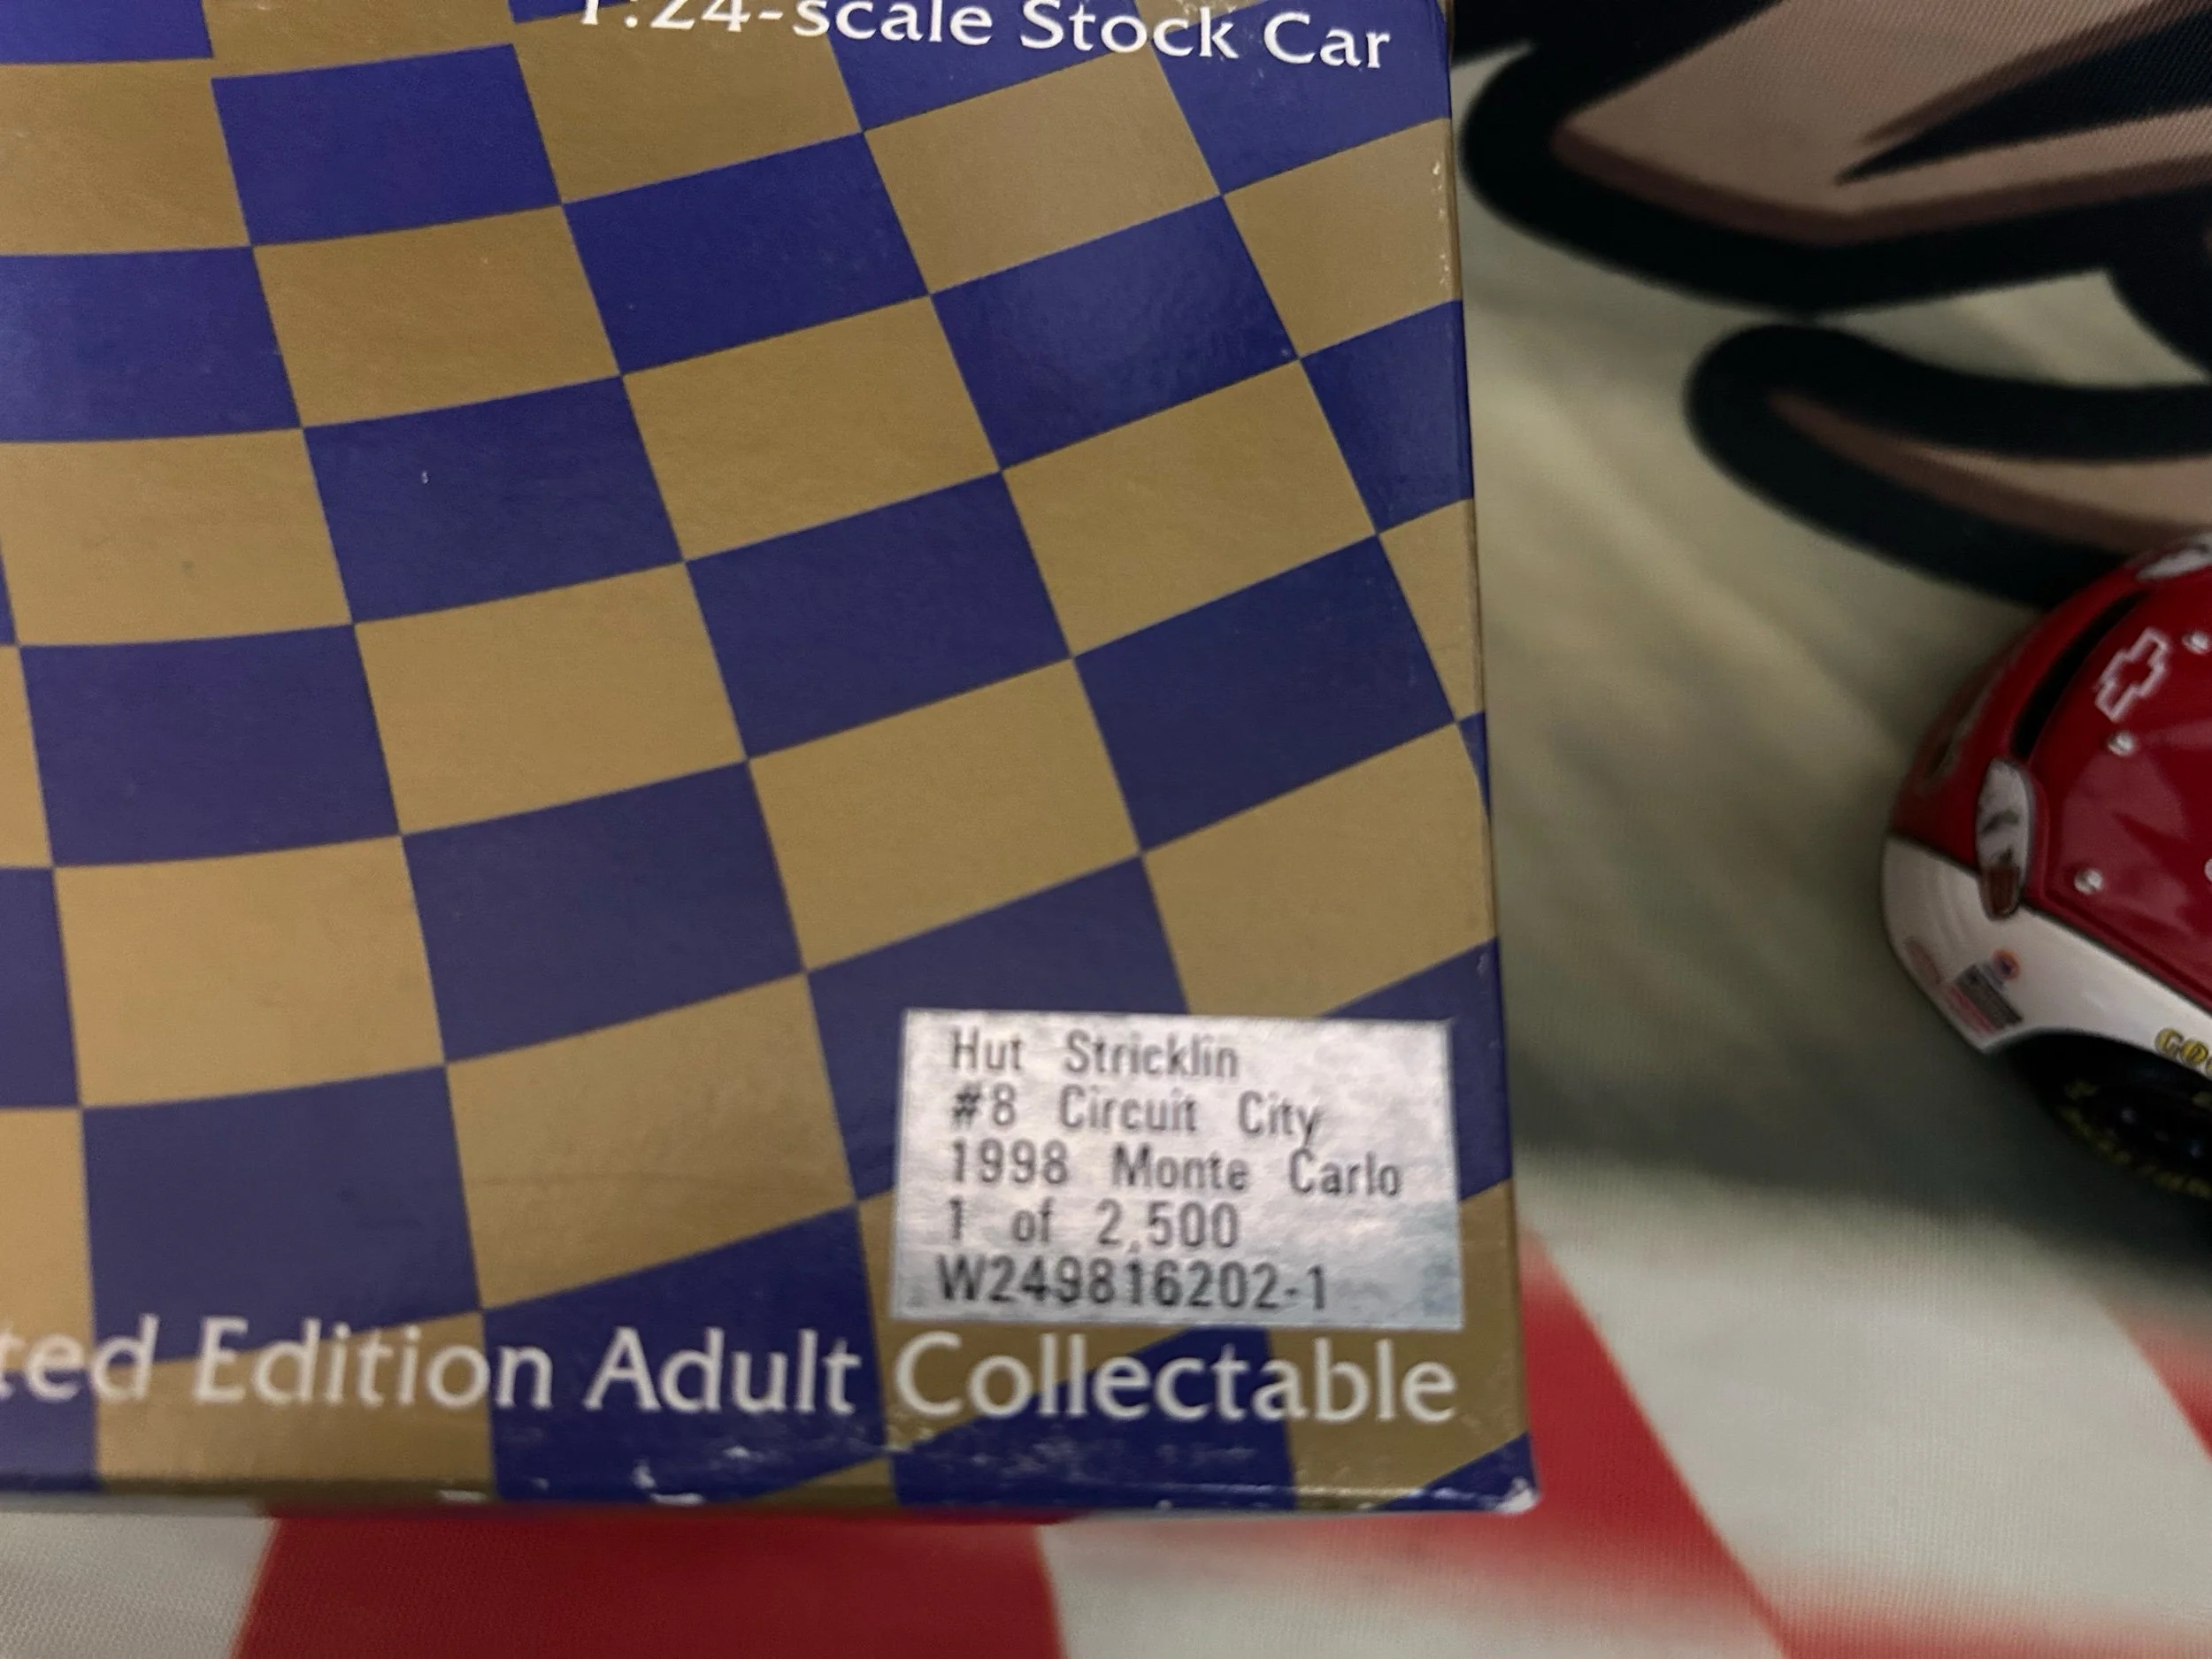 1:24-scale Stock Car
Hut Stricklin
#8 Circuit City
1998 Monte Carlo
1 of 2,500
W249816202-1
ted Edition Adult Collectable
GO